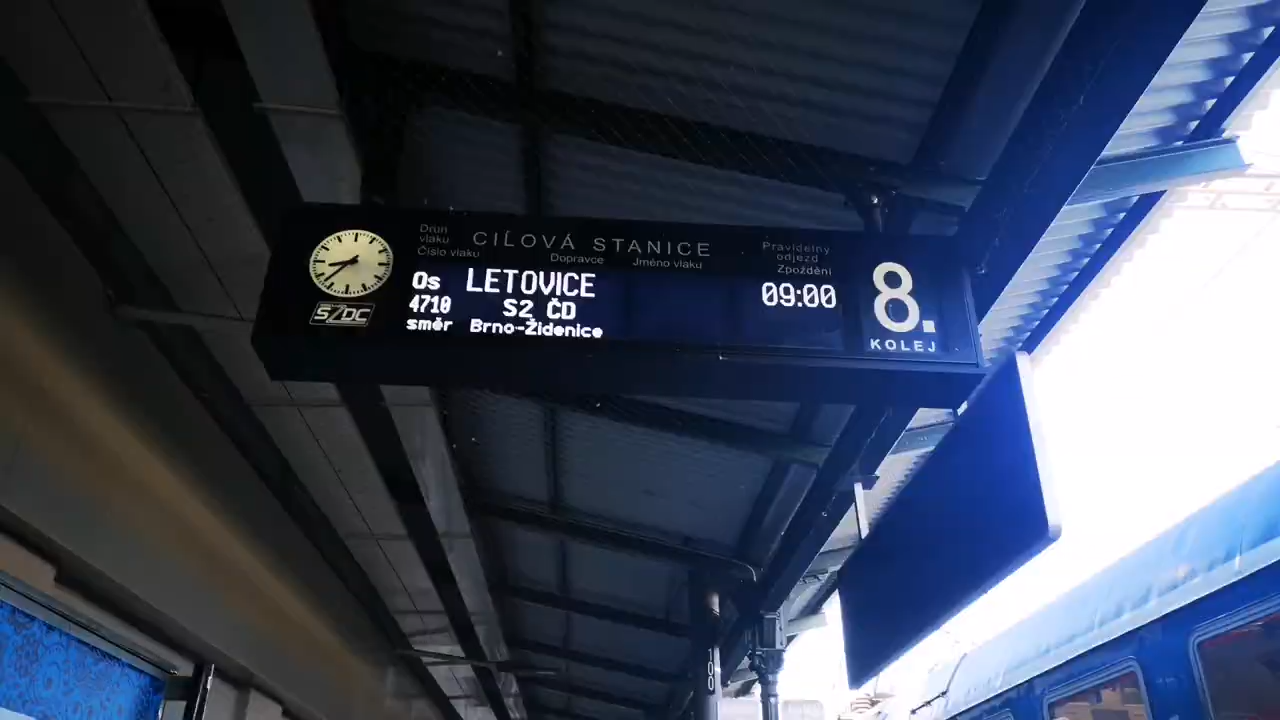 Druh
vlaku
CÍLOVÁ STANICE
Pravidelný
odjezd
Číslo vlaku
Dopravce
Jméno vlaku
Zpoždění
Os
LETOVICE
09:00
4710
S2 ČD
směr
Brno-Židenice
SŽDC
8.
KOLEJ